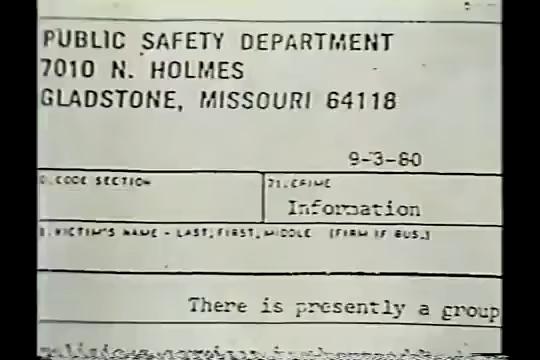 PUBLIC SAFETY DEPARTMENT
7010 N. HOLMES
GLADSTONE, MISSOURI 64118
9-3-80
CODE SECTION
71. CRIME
Information
VICTIM'S NAME - LAST, FIRST, MIDDLE (FIRM IF BUS.)
There is presently a group